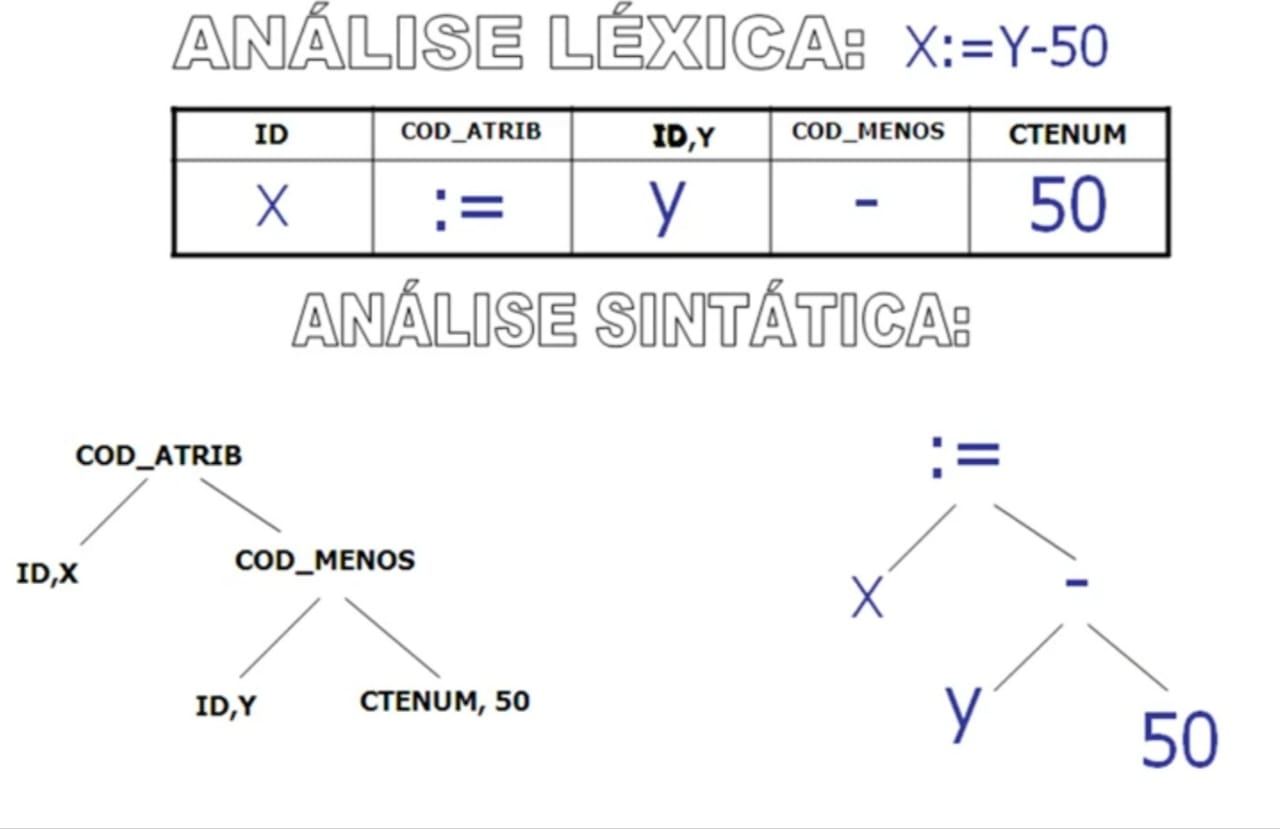 ANÁLISE LÉXICA: X:=Y-50
ID COD_ATRIB ID,Y COD_MENOS CTENUM
X := y - 50
ANÁLISE SINTÁTICA:
COD_ATRIB
ID,X COD_MENOS
ID,Y CTENUM, 50
:=
X -
y 50